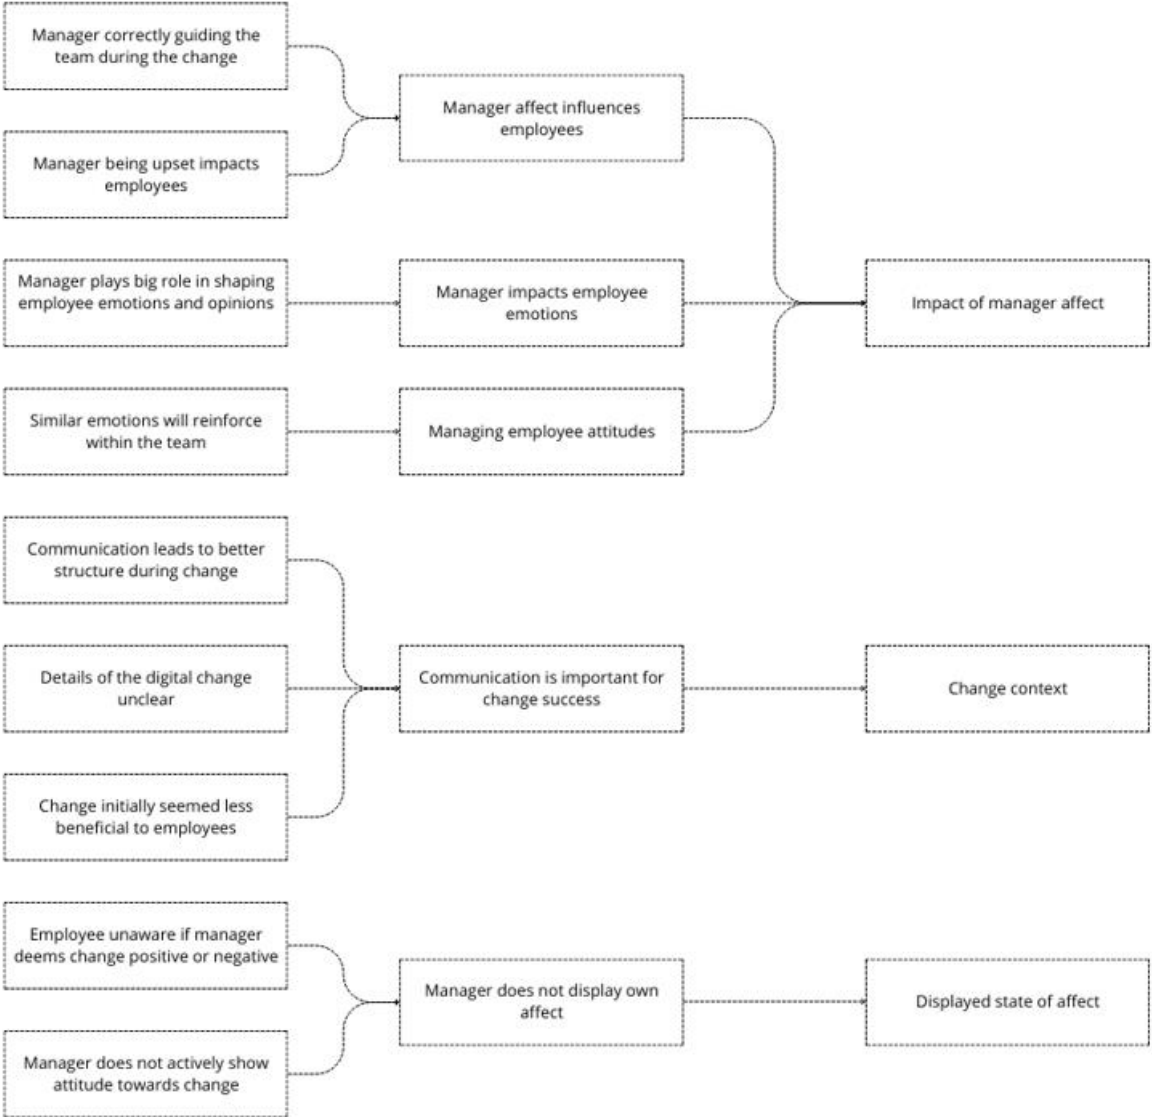 Manager correctly guiding the
team during the change
Manager affect influences
employees
Manager being upset impacts
employees
Manager plays big role in shaping
employee emotions and opinions
Manager impacts employee
emotions
Impact of manager affect
Similar emotions will reinforce
within the team
Managing employee attitudes
Communication leads to better
structure during change
Details of the digital change
unclear
Communication is important for
change success
Change context
Change initially seemed less
beneficial to employees
Employee unaware if manager
deems change positive or negative
Manager does not display own
affect
Displayed state of affect
Manager does not actively show
attitude towards change